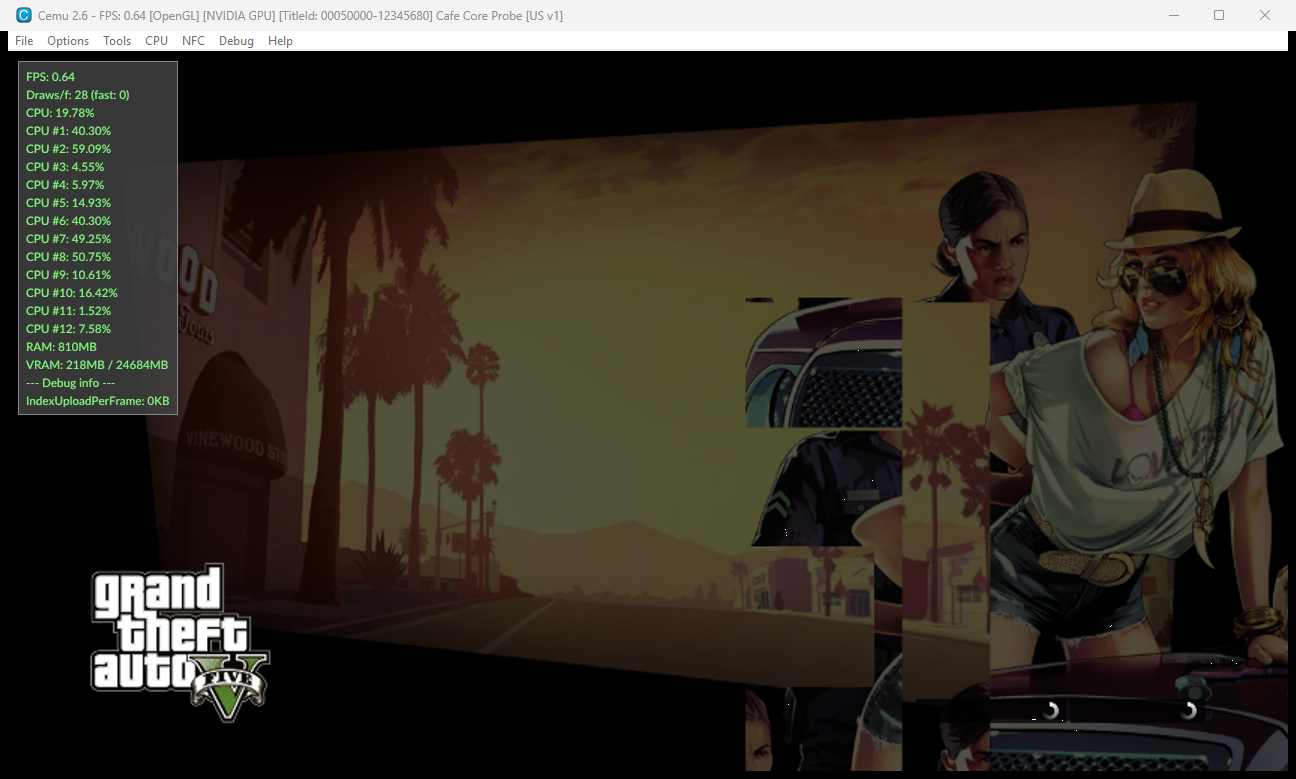 Cemu 2.6 - FPS: 0.64 [OpenGL] [NVIDIA GPU] [TitleId: 00050000-12345680] Cafe Core Probe [US v1]
File Options Tools CPU NFC Debug Help
FPS: 0.64
Draws/f: 28 (fast: 0)
CPU: 19.78%
CPU #1: 40.30%
CPU #2: 59.09%
CPU #3: 4.55%
CPU #4: 5.97%
CPU #5: 14.93%
CPU #6: 40.30%
CPU #7: 49.25%
CPU #8: 50.75%
CPU #9: 10.61%
CPU #10: 16.42%
CPU #11: 1.52%
CPU #12: 7.58%
RAM: 810MB
VRAM: 218MB / 24684MB
--- Debug info ---
IndexUploadPerFrame: 0KB
WOOD
Tours
VINEWOOD STA
grand
theft
auto
FIVE
V